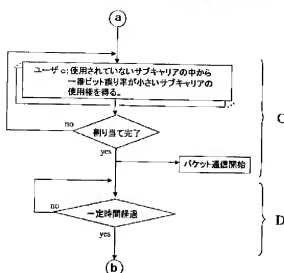 a
ユーザ c：使用されていないサブキャリアの中から
一番ビット誤り率が小さいサブキャリアの
使用権を得る。
no
割り当て完了
yes
パケット通信開始
C
no
一定時間経過
yes
D
b